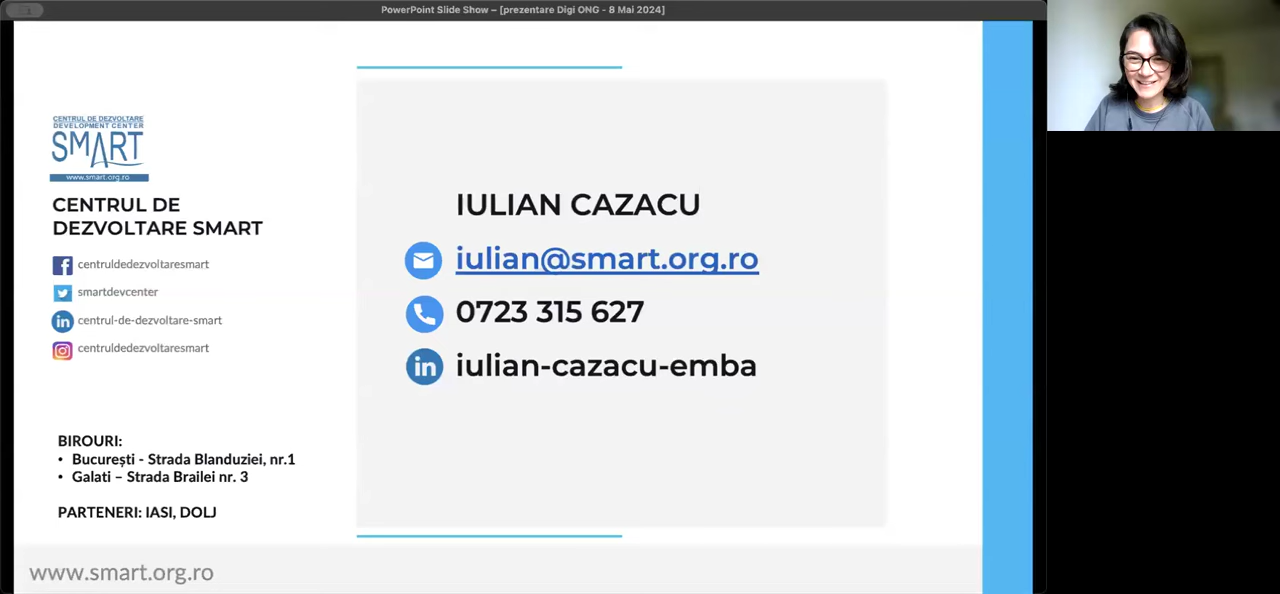 PowerPoint Slide Show – [prezentare Digi ONG - 8 Mai 2024]
CENTRUL DE DEZVOLTARE
DEVELOPMENT CENTER
SMART
www.smart.org.ro
CENTRUL DE
DEZVOLTARE SMART
centruldedezvoltaresmart
smartdevcenter
in centrul-de-dezvoltare-smart
centruldedezvoltaresmart
BIROURI:
• București - Strada Blanduziei, nr.1
• Galati – Strada Brailei nr. 3
PARTENERI: IASI, DOLJ
IULIAN CAZACU
iulian@smart.org.ro
0723 315 627
in iulian-cazacu-emba
www.smart.org.ro